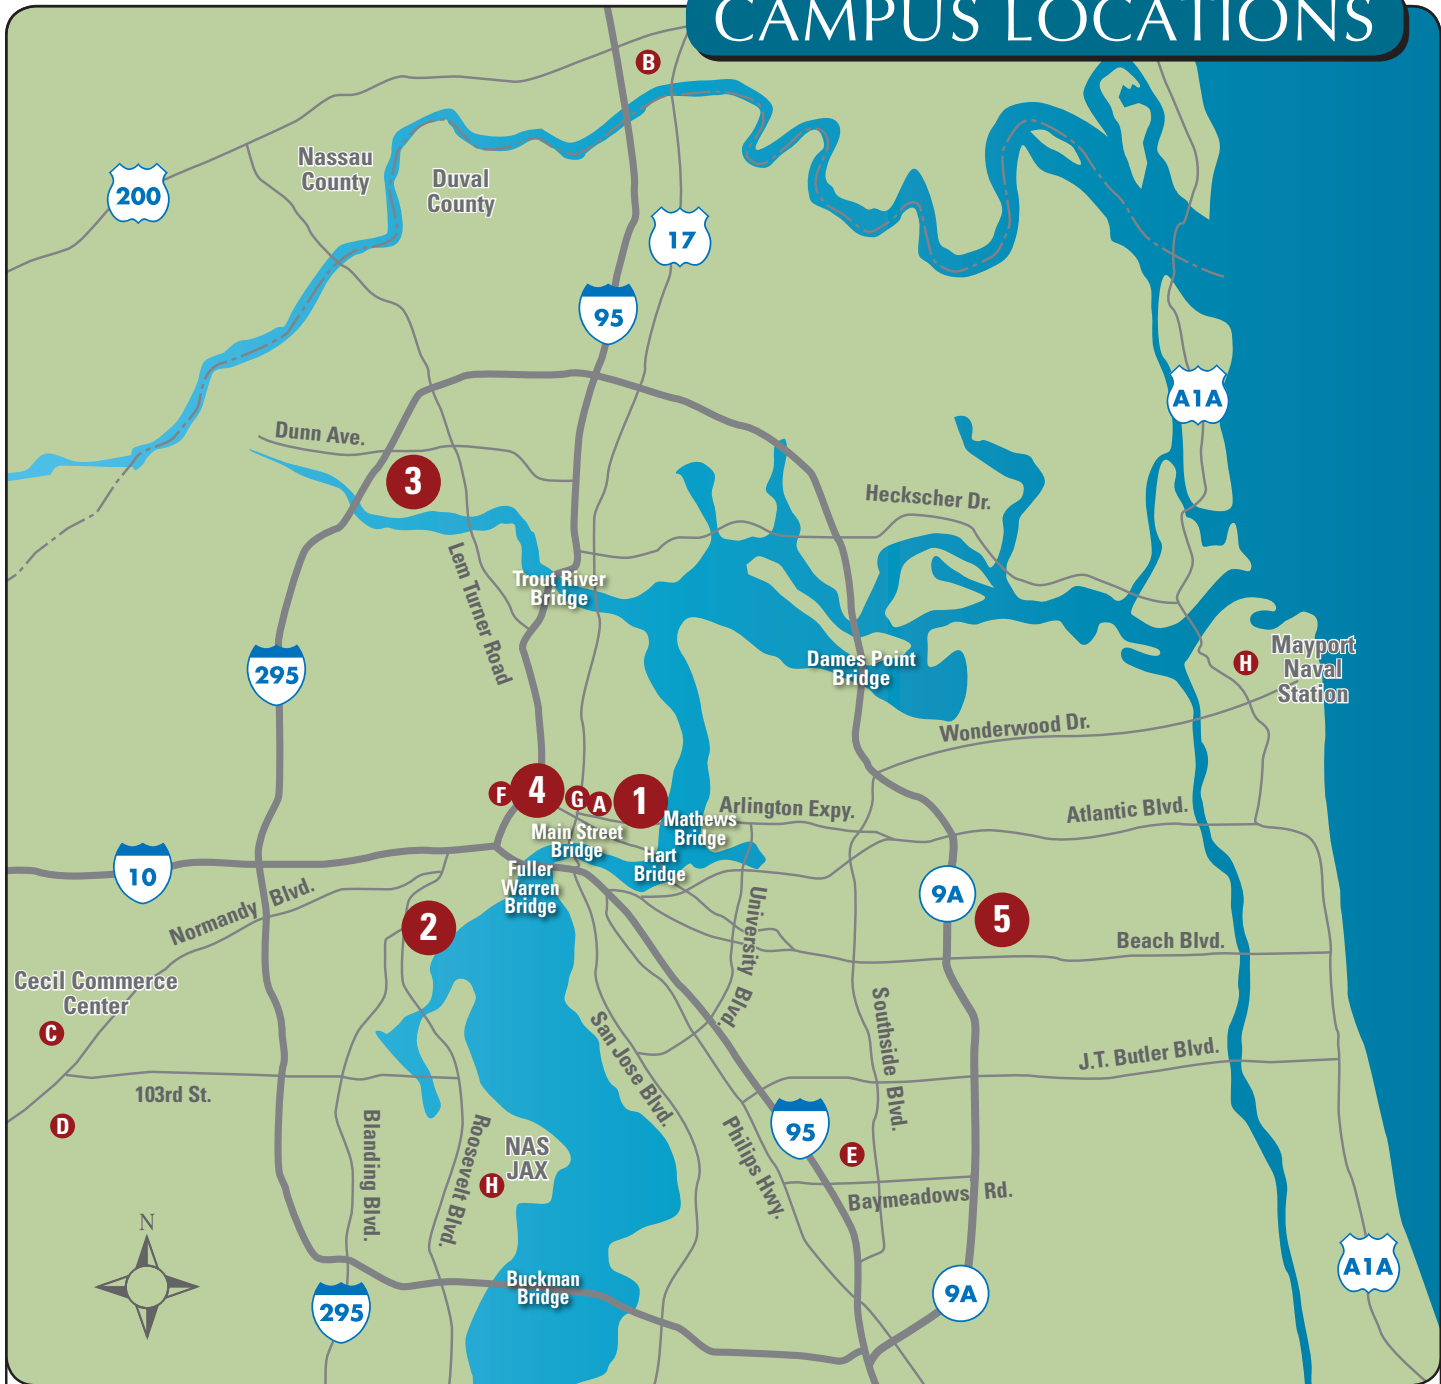 CAMPUS LOCATIONS
B
Nassau
County
Duval
County
200
17
95
A1A
Dunn Ave.
3
Heckscher Dr.
Lem Turner Road
Trout River
Bridge
295
Dames Point
Bridge
H
Mayport
Naval
Station
Wonderwood Dr.
F
4
G
A
1
Arlington Expy.
Atlantic Blvd.
Mathews
Bridge
Main Street
Bridge
Hart
Bridge
10
Fuller
Warren
Bridge
Normandy Blvd.
University Blvd.
9A
5
2
Beach Blvd.
Cecil Commerce
Center
C
San Jose Blvd.
Southside Blvd.
J.T. Butler Blvd.
103rd St.
D
Blanding Blvd.
Roosevelt Blvd.
NAS
JAX
H
Philips Hwy.
95
E
Baymeadows Rd.
N
Buckman
Bridge
295
9A
A1A